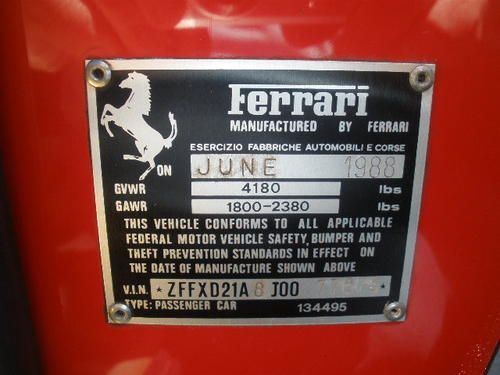 Ferrari
MANUFACTURED BY FERRARI
ESERCIZIO FABBRICHE AUTOMOBILI E CORSE
ON JUNE 1988
GVWR 4180 lbs
GAWR 1800-2380 lbs
THIS VEHICLE CONFORMS TO ALL APPLICABLE
FEDERAL MOTOR VEHICLE SAFETY, BUMPER AND
THEFT PREVENTION STANDARDS IN EFFECT ON
THE DATE OF MANUFACTURE SHOWN ABOVE
V.I.N. * ZFFXD21A 8 J00
TYPE: PASSENGER CAR 134495